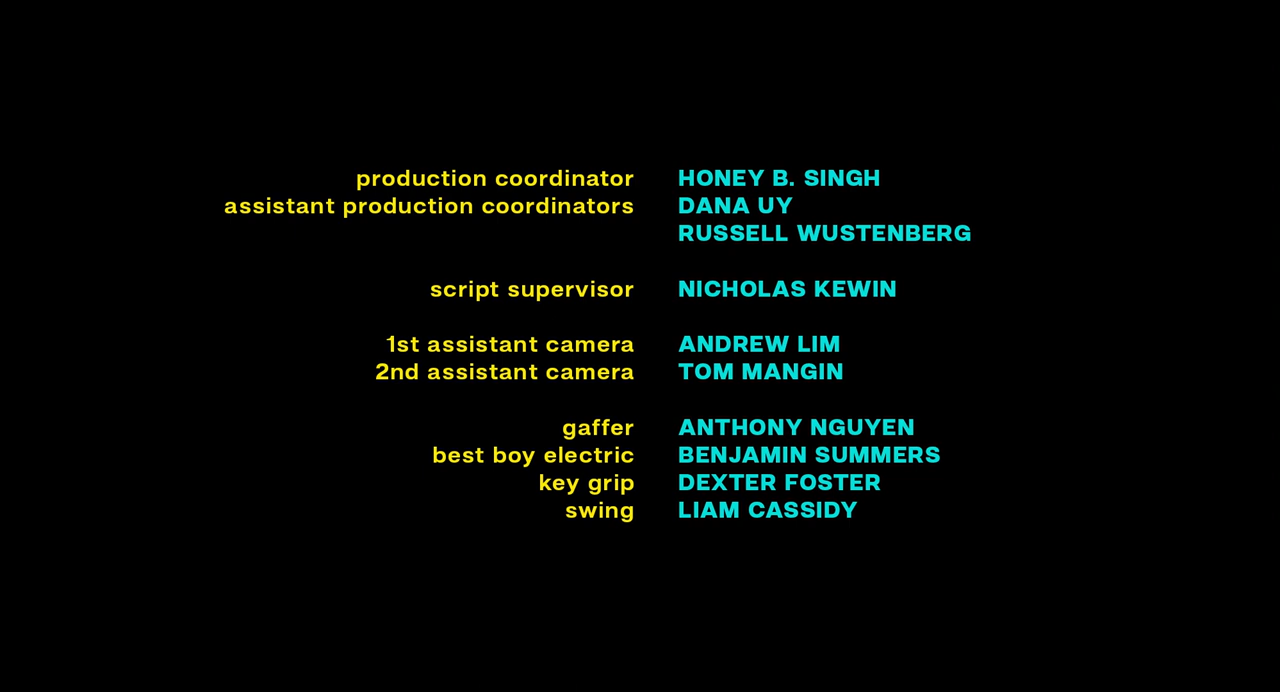 production coordinator HONEY B. SINGH
assistant production coordinators DANA UY
RUSSELL WUSTENBERG
script supervisor NICHOLAS KEWIN
1st assistant camera ANDREW LIM
2nd assistant camera TOM MANGIN
gaffer ANTHONY NGUYEN
best boy electric BENJAMIN SUMMERS
key grip DEXTER FOSTER
swing LIAM CASSIDY